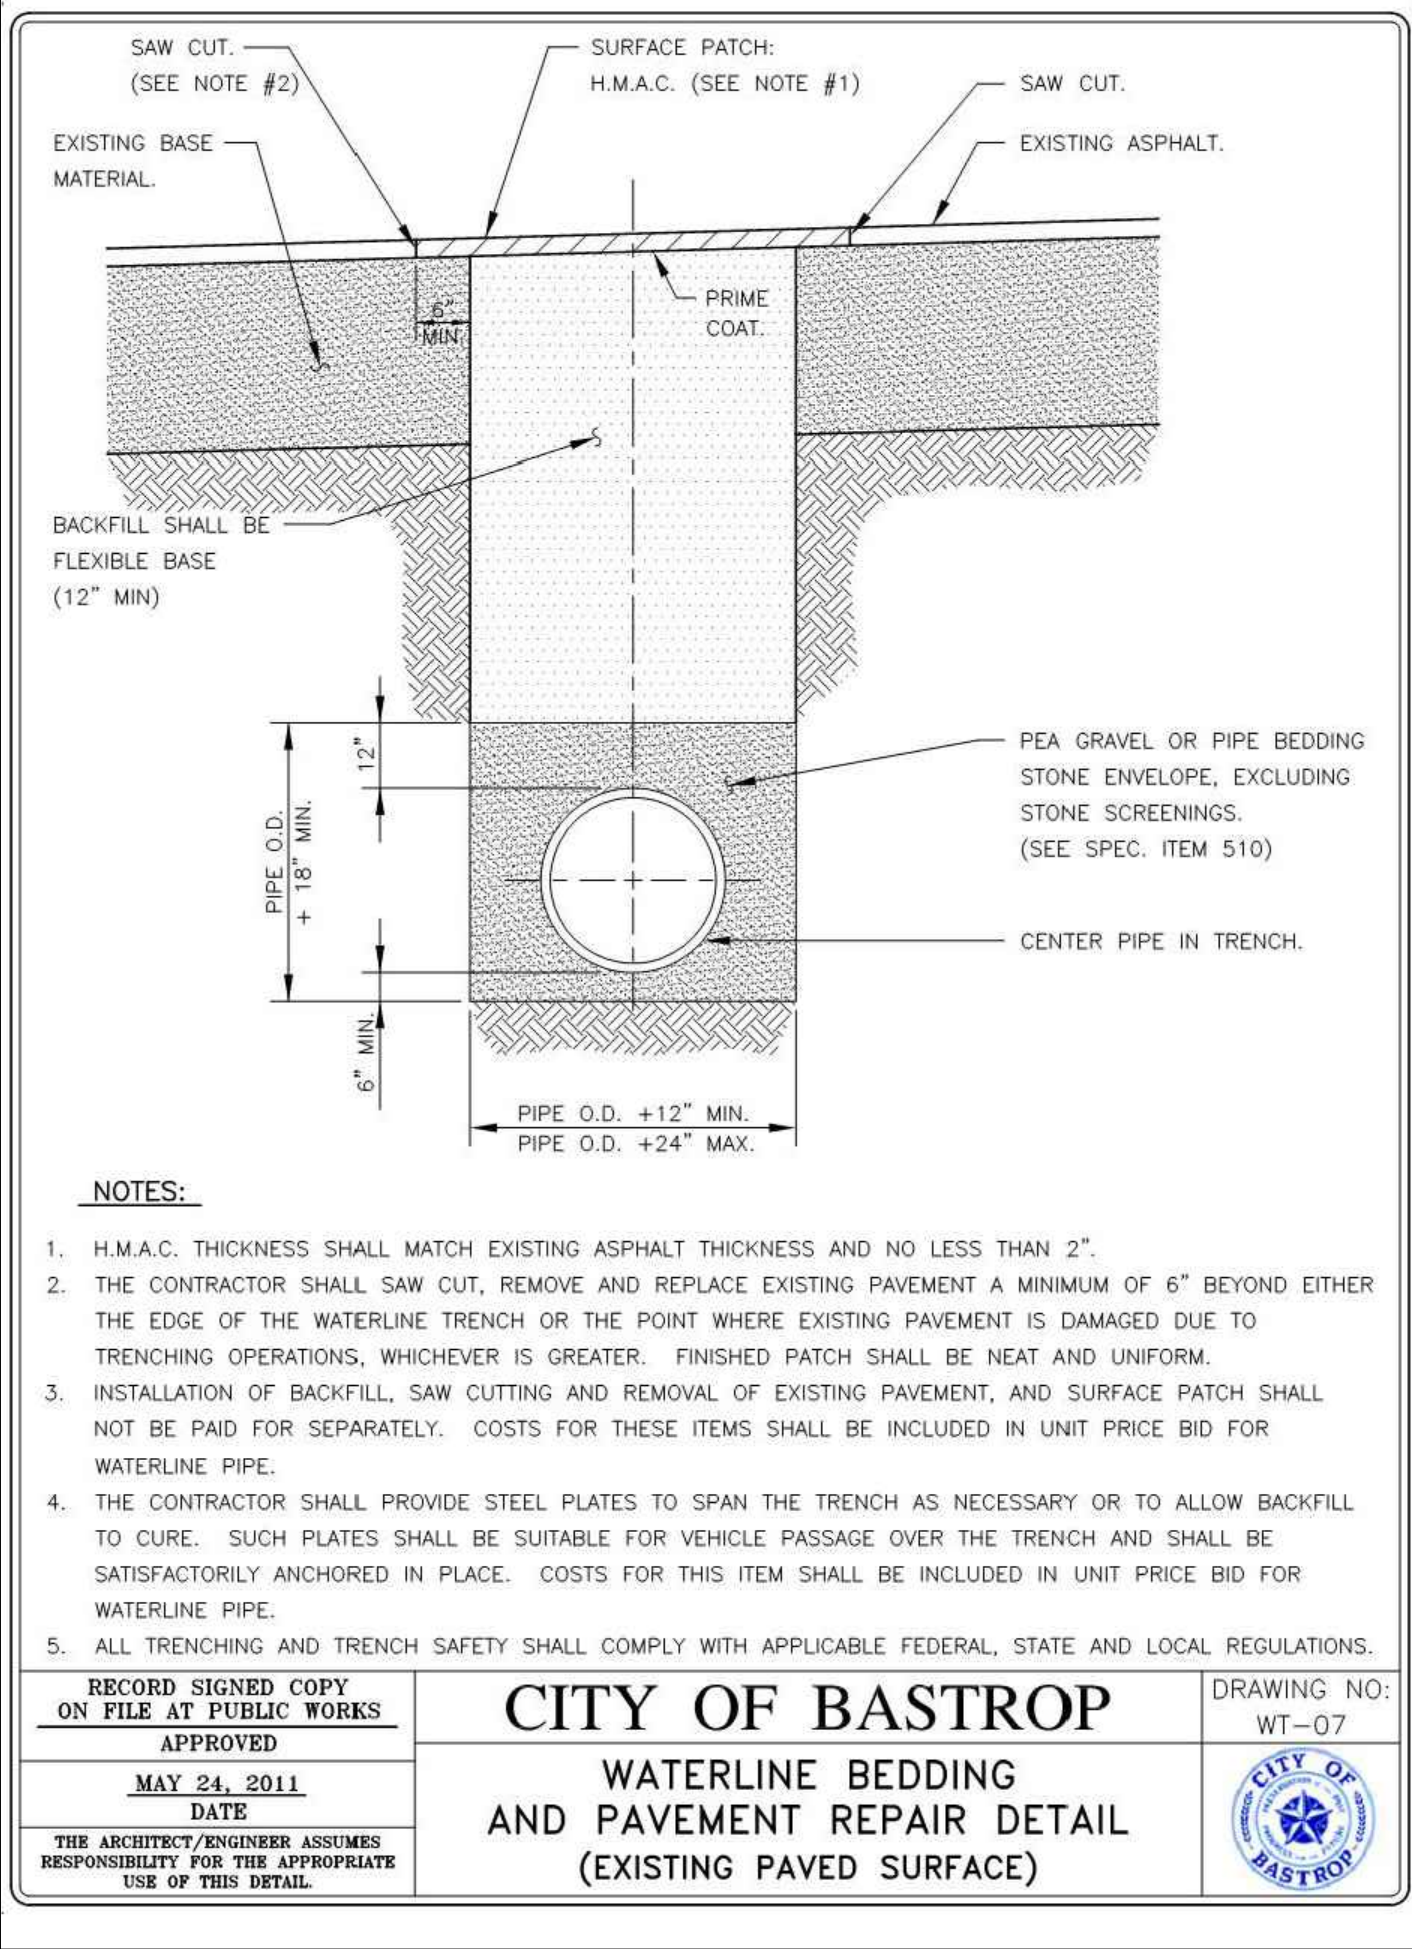 SAW CUT.
(SEE NOTE #2)
SURFACE PATCH:
H.M.A.C. (SEE NOTE #1)
SAW CUT.
EXISTING BASE
MATERIAL.
EXISTING ASPHALT.
6"
MIN.
PRIME
COAT.
BACKFILL SHALL BE
FLEXIBLE BASE
(12" MIN)
12"
PIPE O.D.
+ 18" MIN.
6" MIN.
PEA GRAVEL OR PIPE BEDDING
STONE ENVELOPE, EXCLUDING
STONE SCREENINGS.
(SEE SPEC. ITEM 510)
CENTER PIPE IN TRENCH.
PIPE O.D. +12" MIN.
PIPE O.D. +24" MAX.
NOTES:
1. H.M.A.C. THICKNESS SHALL MATCH EXISTING ASPHALT THICKNESS AND NO LESS THAN 2".
2. THE CONTRACTOR SHALL SAW CUT, REMOVE AND REPLACE EXISTING PAVEMENT A MINIMUM OF 6" BEYOND EITHER
THE EDGE OF THE WATERLINE TRENCH OR THE POINT WHERE EXISTING PAVEMENT IS DAMAGED DUE TO
TRENCHING OPERATIONS, WHICHEVER IS GREATER. FINISHED PATCH SHALL BE NEAT AND UNIFORM.
3. INSTALLATION OF BACKFILL, SAW CUTTING AND REMOVAL OF EXISTING PAVEMENT, AND SURFACE PATCH SHALL
NOT BE PAID FOR SEPARATELY. COSTS FOR THESE ITEMS SHALL BE INCLUDED IN UNIT PRICE BID FOR
WATERLINE PIPE.
4. THE CONTRACTOR SHALL PROVIDE STEEL PLATES TO SPAN THE TRENCH AS NECESSARY OR TO ALLOW BACKFILL
TO CURE. SUCH PLATES SHALL BE SUITABLE FOR VEHICLE PASSAGE OVER THE TRENCH AND SHALL BE
SATISFACTORILY ANCHORED IN PLACE. COSTS FOR THIS ITEM SHALL BE INCLUDED IN UNIT PRICE BID FOR
WATERLINE PIPE.
5. ALL TRENCHING AND TRENCH SAFETY SHALL COMPLY WITH APPLICABLE FEDERAL, STATE AND LOCAL REGULATIONS.
RECORD SIGNED COPY
ON FILE AT PUBLIC WORKS
APPROVED
MAY 24, 2011
DATE
THE ARCHITECT/ENGINEER ASSUMES
RESPONSIBILITY FOR THE APPROPRIATE
USE OF THIS DETAIL.
CITY OF BASTROP
WATERLINE BEDDING
AND PAVEMENT REPAIR DETAIL
(EXISTING PAVED SURFACE)
DRAWING NO:
WT-07
CITY OF
BASTROP